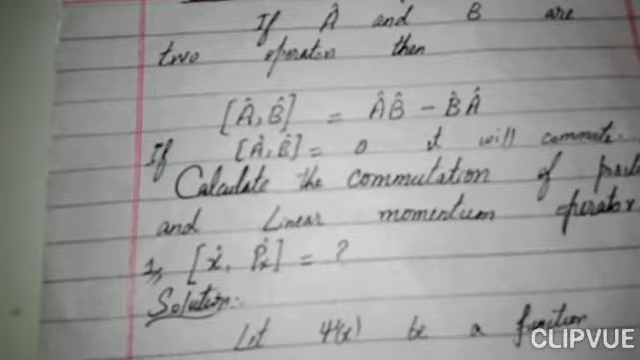 If Â and B are
two operators then
[Â, B̂] = ÂB̂ - B̂Â
If [Â, B̂] = 0 it will commute.
Calculate the commutation of
and Linear momentum operator
1, [x̂, P̂x] = ?
Solution:
Let Ψ(x) be a function
CLIPVUE